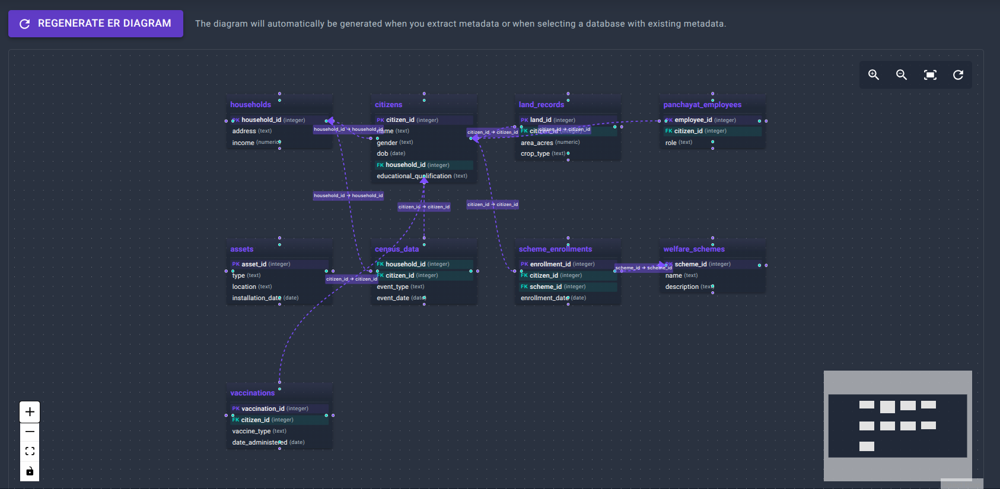 REGENERATE ER DIAGRAM
The diagram will automatically be generated when you extract metadata or when selecting a database with existing metadata.
households
PK household_id (integer)
address (text)
income (numeric)
household_id → household_id
citizens
PK citizen_id (integer)
name (text)
gender (text)
dob (date)
FK household_id (integer)
educational_qualification (text)
citizen_id → citizen_id
land_records
PK land_id (integer)
FK citizen_id (integer)
citizen_id → citizen_id
area_acres (numeric)
crop_type (text)
panchayat_employees
PK employee_id (integer)
FK citizen_id (integer)
role (text)
household_id → household_id
citizen_id → citizen_id
citizen_id → citizen_id
assets
PK asset_id (integer)
type (text)
location (text)
installation_date (date)
citizen_id → citizen_id
census_data
FK household_id (integer)
FK citizen_id (integer)
event_type (text)
event_date (date)
scheme_enrollments
PK enrollment_id (integer)
FK citizen_id (integer)
FK scheme_id (integer)
enrollment_date (date)
scheme_id → scheme_id
welfare_schemes
PK scheme_id (integer)
name (text)
description (text)
vaccinations
PK vaccination_id (integer)
FK citizen_id (integer)
vaccine_type (text)
date_administered (date)